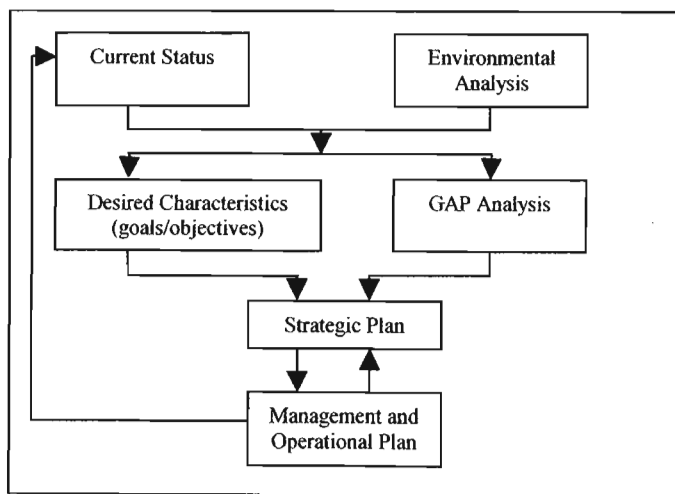 Current Status
Environmental
Analysis
Desired Characteristics
(goals/objectives)
GAP Analysis
Strategic Plan
Management and
Operational Plan